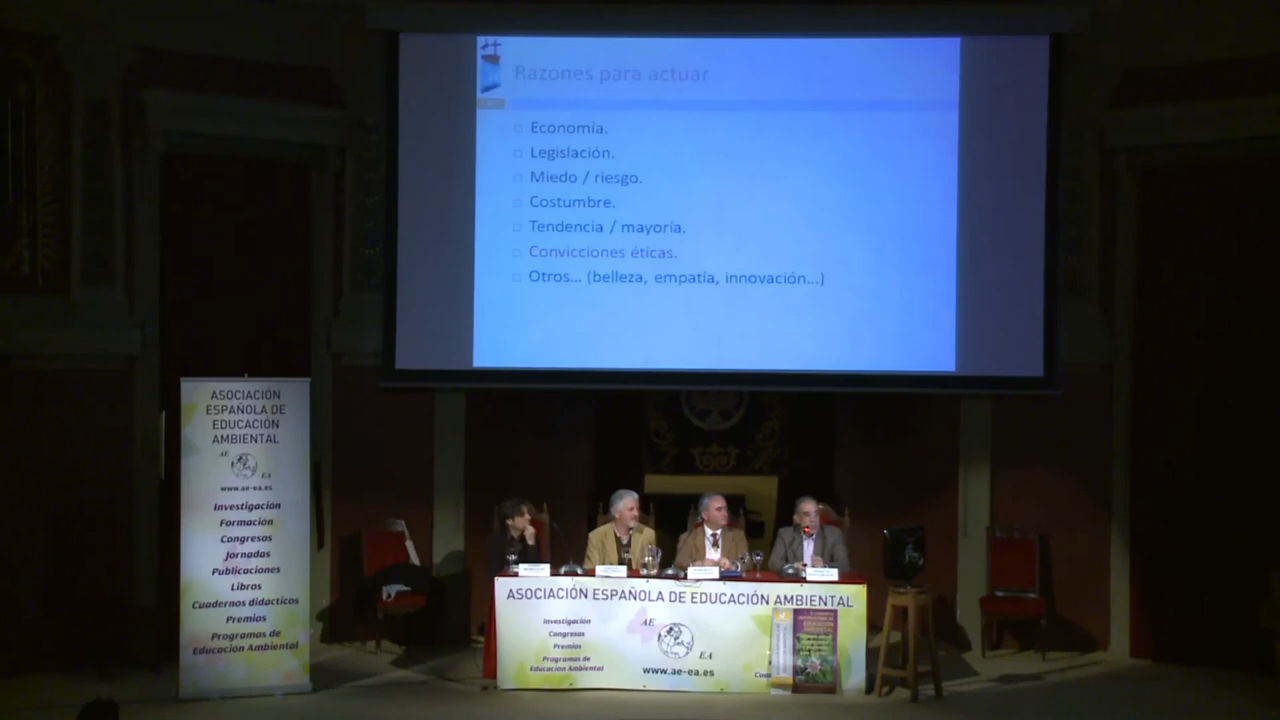 Razones para actuar
Economía.
Legislación.
Miedo / riesgo.
Costumbre.
Tendencia / mayoría.
Convicciones éticas.
Otros... (belleza, empatía, innovación...)
ASOCIACIÓN
ESPAÑOLA DE
EDUCACIÓN
AMBIENTAL
AE
EA
www.ae-ea.es
Investigación
Formación
Congresos
Jornadas
Publicaciones
Libros
Cuadernos didácticos
Premios
Programas de
Educación Ambiental
ASOCIACIÓN ESPAÑOLA DE EDUCACIÓN AMBIENTAL
Investigación
Congresos
Premios
Programas de
Educación Ambiental
AE
EA
www.ae-ea.es
EDUCACIÓN
AMBIENTAL